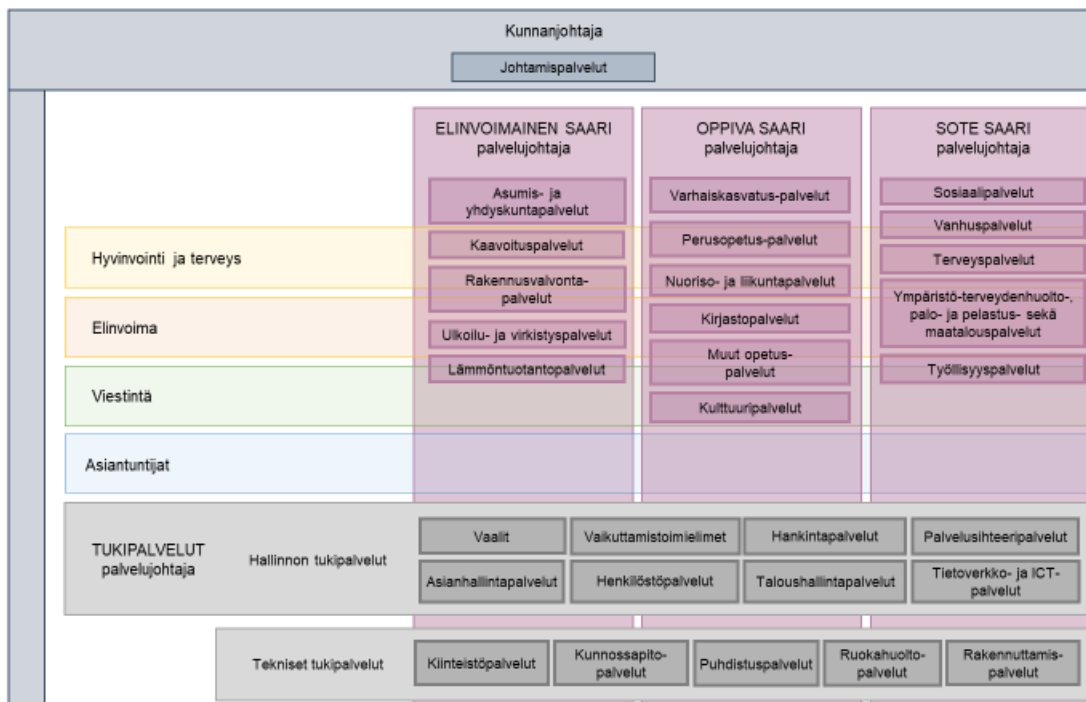 Kunnanjohtaja
Johtamispalvelut
ELINVOIMAINEN SAARI
palvelujohtaja
Asumis- ja
yhdyskuntapalvelut
Kaavoituspalvelut
Rakennusvalvonta-
palvelut
Ulkoilu- ja virkistyspalvelut
Lämmöntuotantopalvelut
OPPIVA SAARI
palvelujohtaja
Varhaiskasvatus-palvelut
Perusopetus-palvelut
Nuoriso- ja liikuntapalvelut
Kirjastopalvelut
Muut opetus-
palvelut
Kulttuuripalvelut
SOTE SAARI
palvelujohtaja
Sosiaalipalvelut
Vanhuspalvelut
Terveyspalvelut
Ympäristö-terveydenhuolto-,
palo- ja pelastus- sekä
maatalouspalvelut
Työllisyyspalvelut
Hyvinvointi ja terveys
Elinvoima
Viestintä
Asiantuntijat
TUKIPALVELUT
palvelujohtaja
Hallinnon tukipalvelut
Vaalit
Vaikuttamistoimielimet
Hankintapalvelut
Palvelusihteeripalvelut
Asianhallintapalvelut
Henkilöstöpalvelut
Taloushallintapalvelut
Tietoverkko- ja ICT-
palvelut
Tekniset tukipalvelut
Kiinteistöpalvelut
Kunnossapito-
palvelut
Puhdistuspalvelut
Ruokahuolto-
palvelut
Rakennuttamis-
palvelut